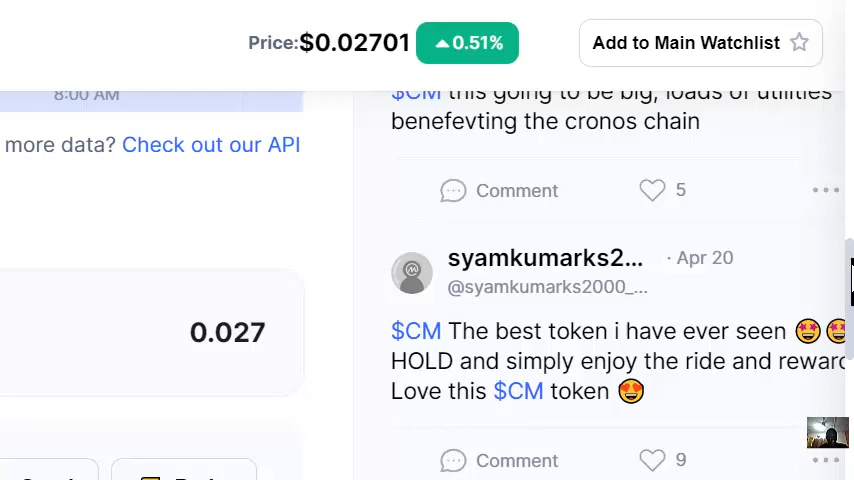 Price:$0.02701 0.51%
Add to Main Watchlist
8:00 AM
more data? Check out our API
0.027
$CM this going to be big, loads of utilities
benefevting the cronos chain
Comment 5
syamkumarks2... · Apr 20
@syamkumarks2000_...
$CM The best token i have ever seen 🤩🤩
HOLD and simply enjoy the ride and reward
Love this $CM token 😍
Comment 9